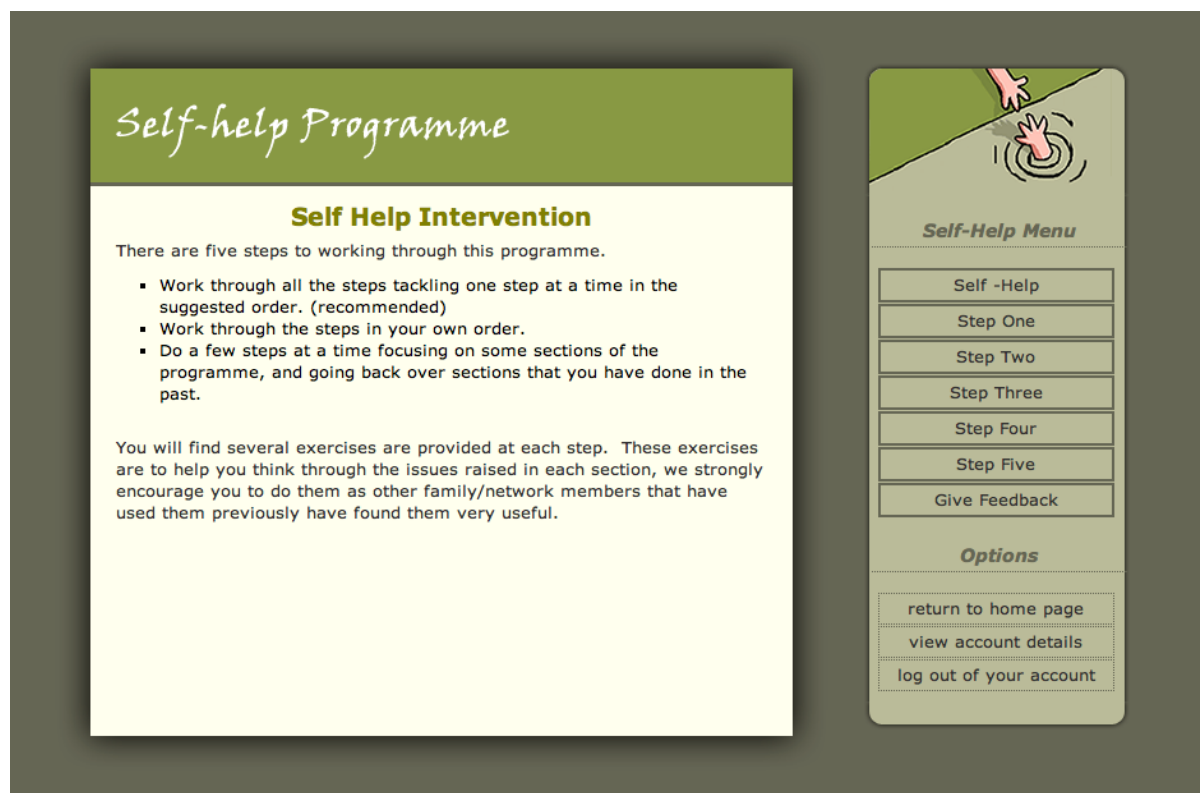 Self-help Programme
Self Help Intervention
There are five steps to working through this programme.
▪ Work through all the steps tackling one step at a time in the
suggested order. (recommended)
▪ Work through the steps in your own order.
▪ Do a few steps at a time focusing on some sections of the
programme, and going back over sections that you have done in the
past.
You will find several exercises are provided at each step.  These exercises
are to help you think through the issues raised in each section, we strongly
encourage you to do them as other family/network members that have
used them previously have found them very useful.
Self-Help Menu
Self -Help
Step One
Step Two
Step Three
Step Four
Step Five
Give Feedback
Options
return to home page
view account details
log out of your account